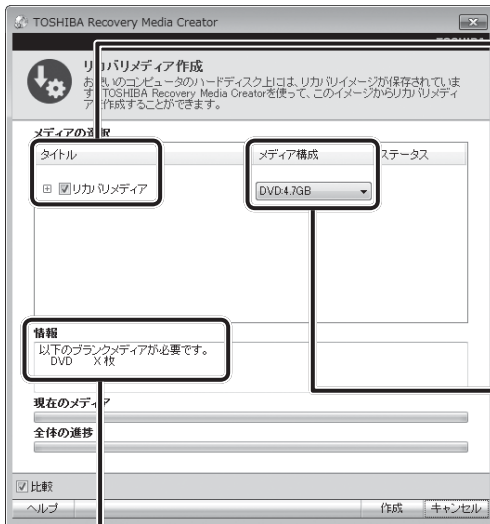 TOSHIBA Recovery Media Creator
リカバリメディア作成
お使いのコンピュータのハードディスク上には、リカバリイメージが保存されていま
す。TOSHIBA Recovery Media Creatorを使って、このイメージからリカバリメディ
アを作成することができます。
メディアの選択
タイトル メディア構成 ステータス
リカバリメディア DVD:4.7GB
情報
以下のブランクメディアが必要です。
DVD X枚
現在のメディア
全体の進捗
比較
ヘルプ 作成 キャンセル